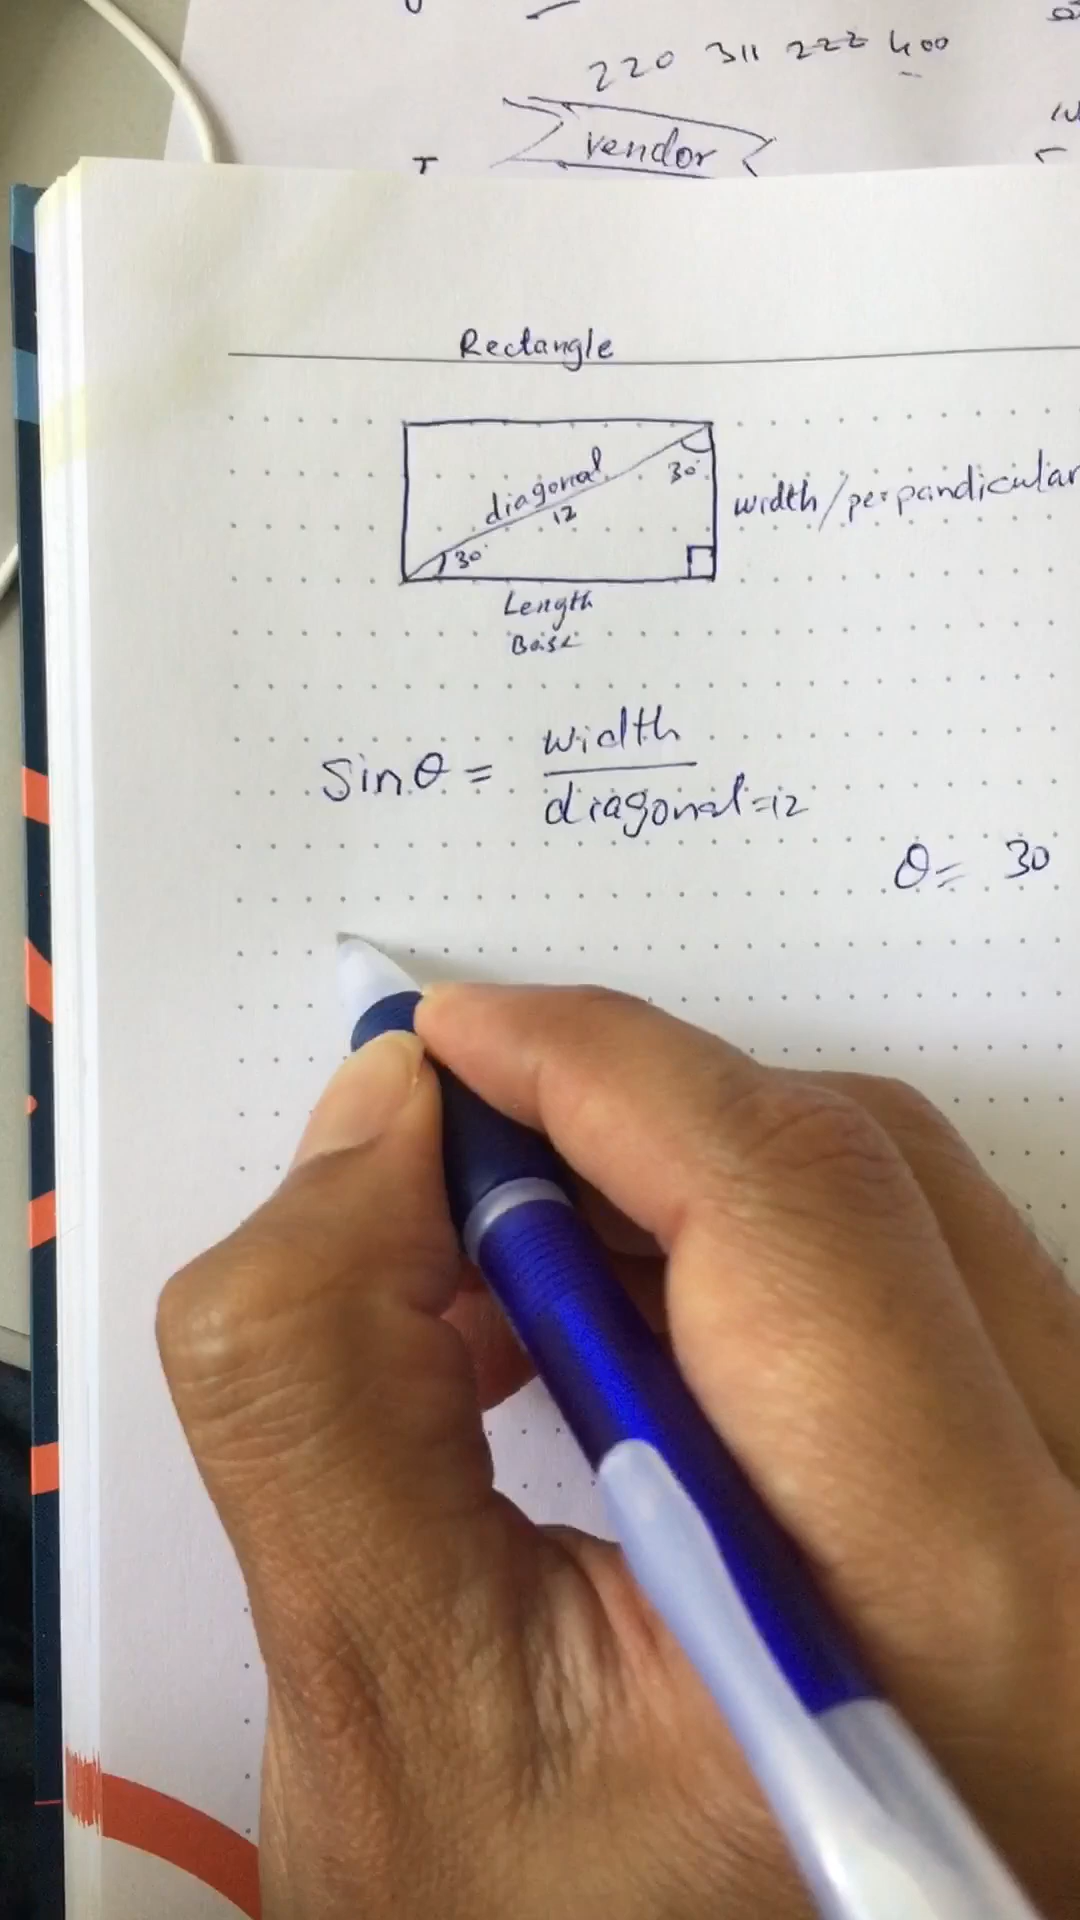 220 311 222 400
vendor
Rectangle
diagonal
12
30°
30°
width/perpandicular
Length
Base
Sinθ = width
diagonal=12
θ= 30